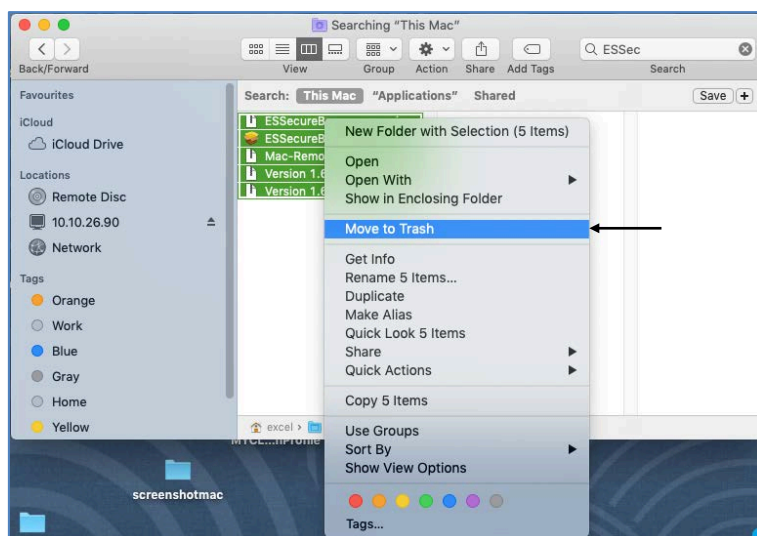 Searching “This Mac”
ESSec
Back/Forward
View
Group
Action
Share
Add Tags
Search
Favourites
iCloud
iCloud Drive
Locations
Remote Disc
10.10.26.90
Network
Tags
Orange
Work
Blue
Gray
Home
Yellow
Search: This Mac “Applications” Shared
Save
ESSecureB
ESSecureB
Mac-Remo
Version 1.6
Version 1.6
New Folder with Selection (5 Items)
Open
Open With
Show in Enclosing Folder
Move to Trash
Get Info
Rename 5 Items...
Duplicate
Make Alias
Quick Look 5 Items
Share
Quick Actions
Copy 5 Items
Use Groups
Sort By
Show View Options
Tags...
excel
screenshotmac